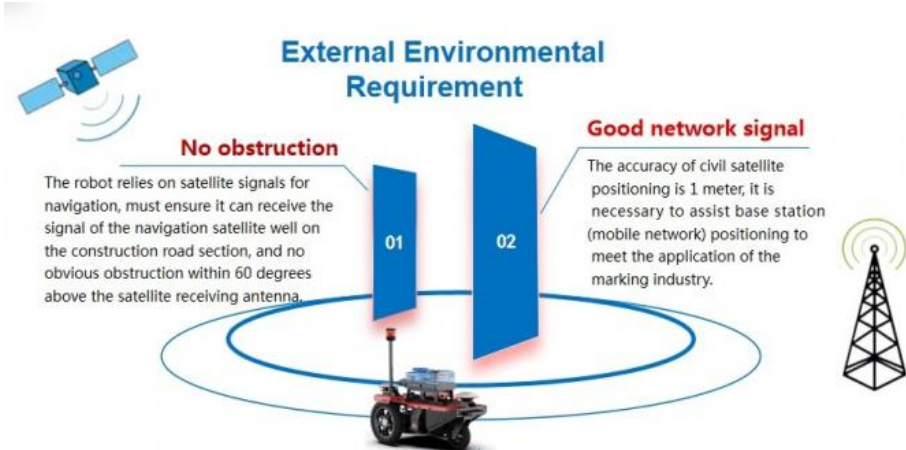 External Environmental
Requirement
No obstruction
The robot relies on satellite signals for
navigation, must ensure it can receive the
signal of the navigation satellite well on
the construction road section, and no
obvious obstruction within 60 degrees
above the satellite receiving antenna.
01
02
Good network signal
The accuracy of civil satellite
positioning is 1 meter, it is
necessary to assist base station
(mobile network) positioning to
meet the application of the
marking industry.